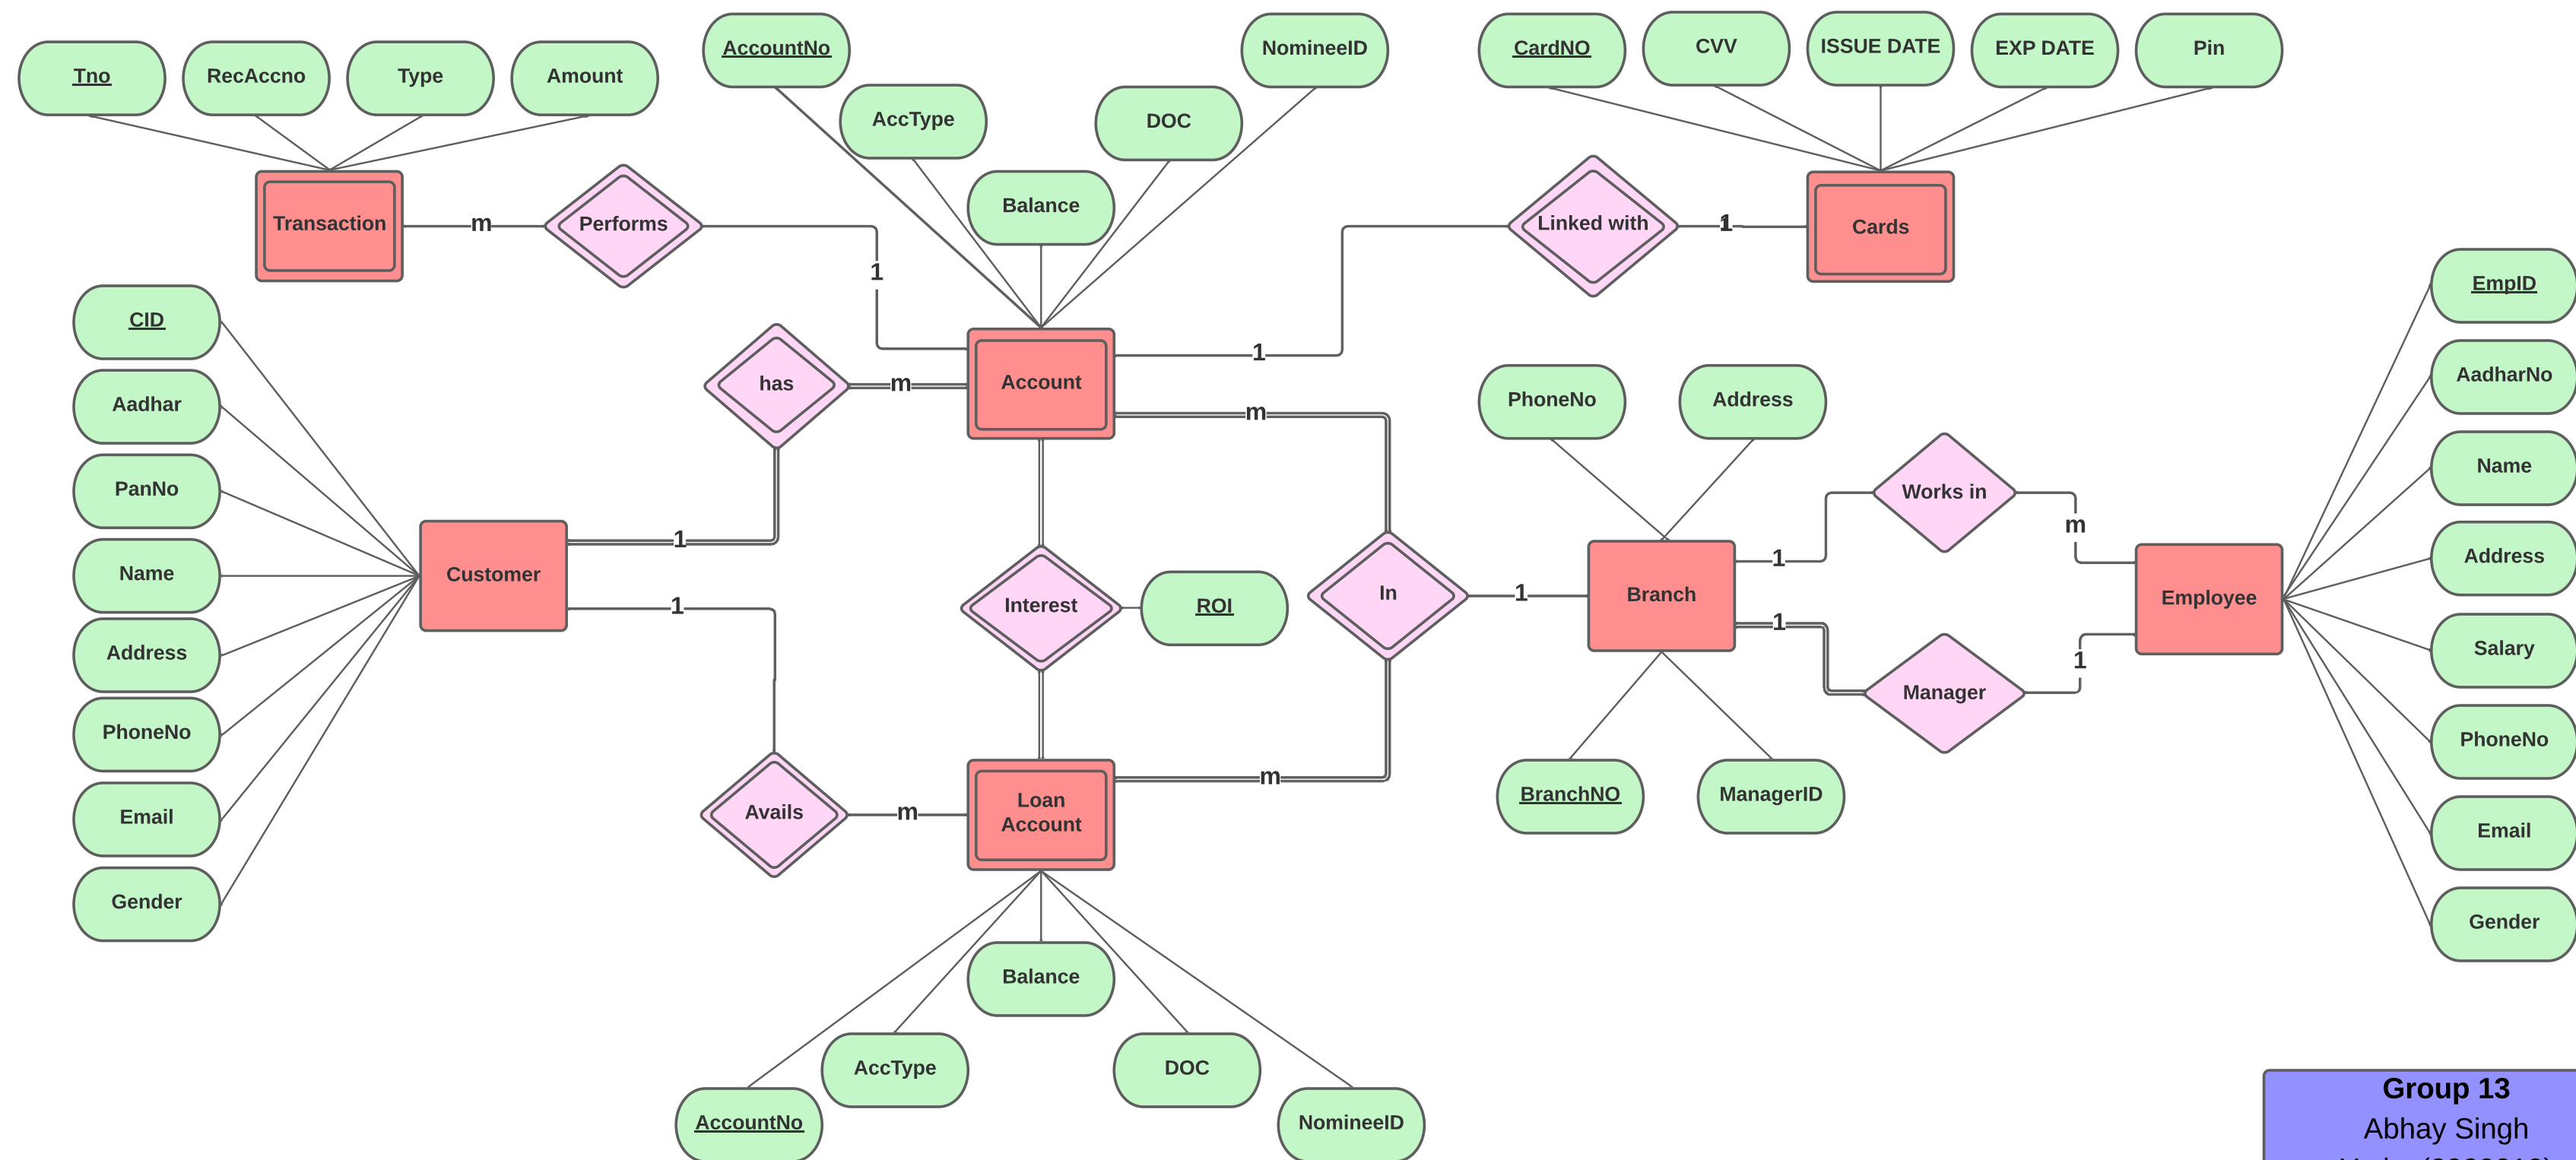 Tno
RecAccno
Type
Amount
AccountNo
AccType
Balance
DOC
NomineeID
CardNO
CVV
ISSUE DATE
EXP DATE
Pin
Transaction
m
Performs
1
Linked with
1
Cards
1
CID
Aadhar
PanNo
Name
Address
PhoneNo
Email
Gender
has
m
Account
m
Customer
1
1
Interest
ROI
In
1
PhoneNo
Address
Branch
BranchNO
ManagerID
1
Works in
m
1
Manager
1
Employee
EmpID
AadharNo
Name
Address
Salary
PhoneNo
Email
Gender
Avails
m
Loan
Account
m
Balance
AccType
DOC
AccountNo
NomineeID
Group 13
Abhay Singh